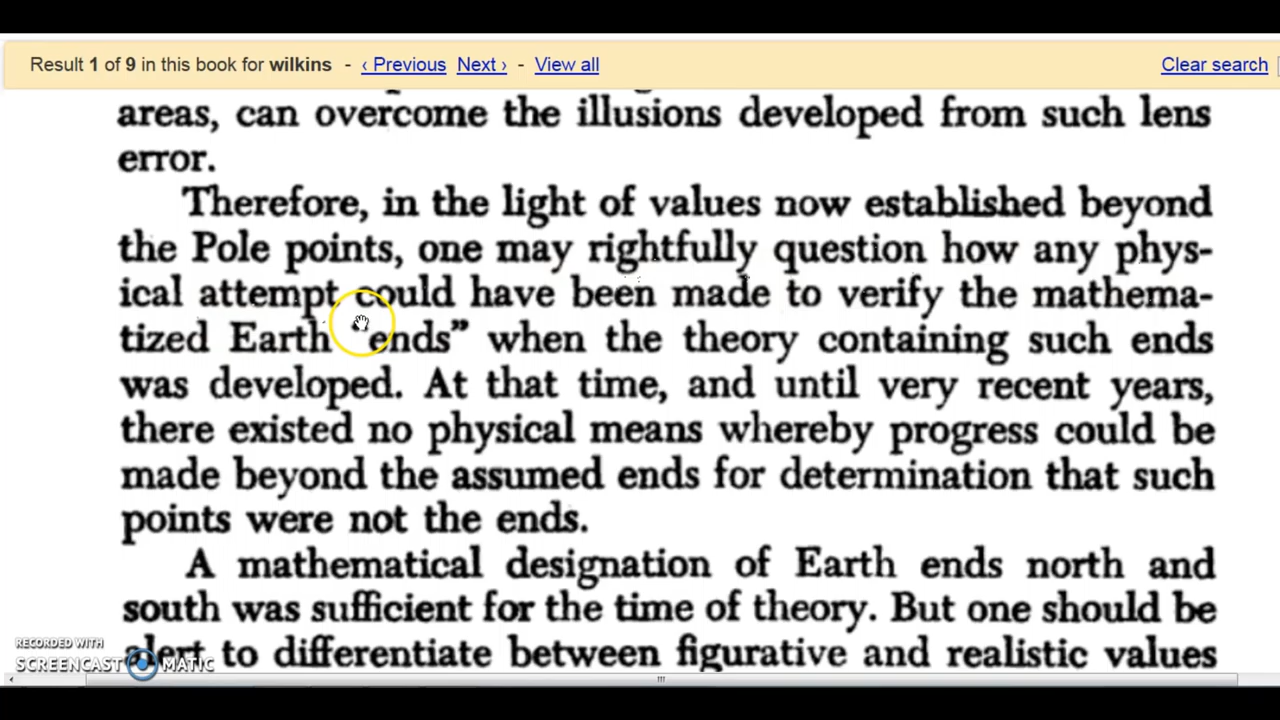 Result 1 of 9 in this book for wilkins - ‹ Previous Next › - View all Clear search
areas, can overcome the illusions developed from such lens
error.
Therefore, in the light of values now established beyond
the Pole points, one may rightfully question how any phys-
ical attempt could have been made to verify the mathema-
tized Earth "ends" when the theory containing such ends
was developed. At that time, and until very recent years,
there existed no physical means whereby progress could be
made beyond the assumed ends for determination that such
points were not the ends.
A mathematical designation of Earth ends north and
south was sufficient for the time of theory. But one should be
alert to differentiate between figurative and realistic values
RECORDED WITH
SCREENCAST MATIC